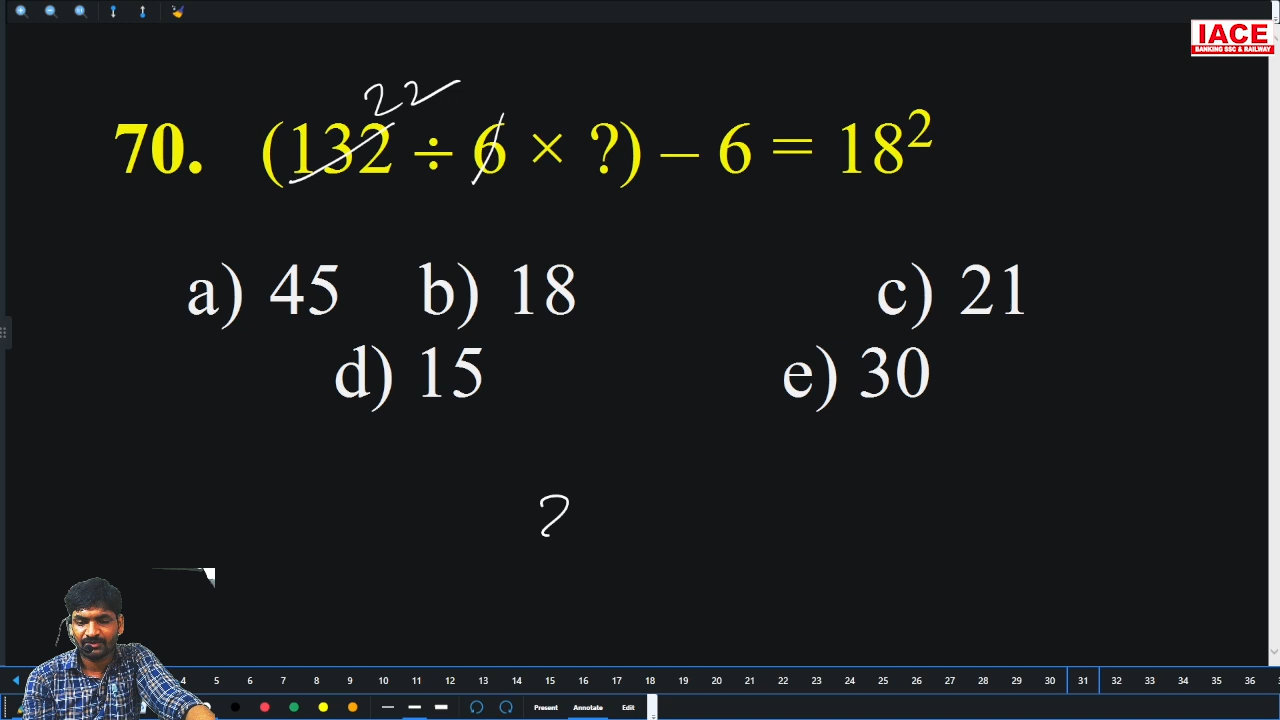 IACE
BANKING SSC & RAILWAY
22
70. (132 ÷ 6 × ?) – 6 = 18²
a) 45 b) 18 c) 21
d) 15 e) 30
?
4 5 6 7 8 9 10 11 12 13 14 15 16 17 18 19 20 21 22 23 24 25 26 27 28 29 30 31 32 33 34 35 36
Present Annotate Edit